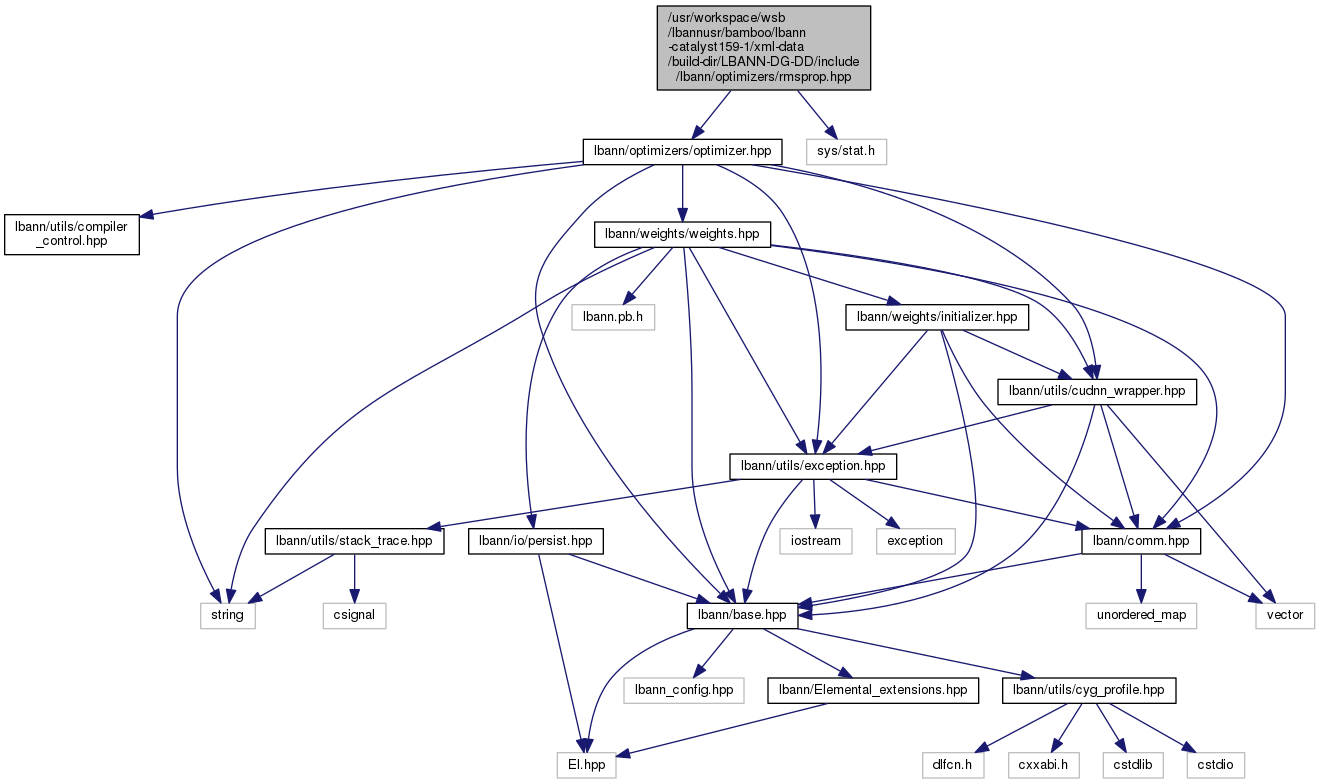 /usr/workspace/wsb
/lbannusr/bamboo/lbann
-catalyst159-1/xml-data
/build-dir/LBANN-DG-DD/include
/lbann/optimizers/rmsprop.hpp
lbann/optimizers/optimizer.hpp
sys/stat.h
lbann/utils/compiler
_control.hpp
lbann/weights/weights.hpp
lbann.pb.h
lbann/weights/initializer.hpp
lbann/utils/cudnn_wrapper.hpp
lbann/utils/exception.hpp
lbann/utils/stack_trace.hpp
lbann/io/persist.hpp
iostream
exception
lbann/comm.hpp
string
csignal
lbann/base.hpp
unordered_map
vector
lbann_config.hpp
lbann/Elemental_extensions.hpp
lbann/utils/cyg_profile.hpp
El.hpp
dlfcn.h
cxxabi.h
cstdlib
cstdio